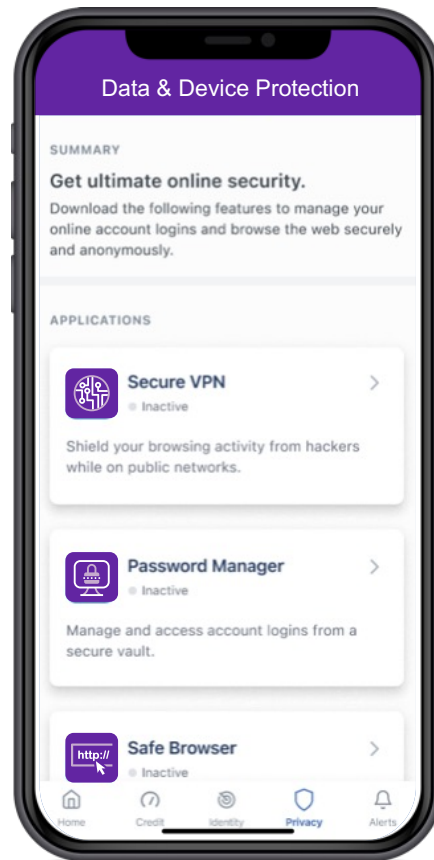 Data & Device Protection
SUMMARY
Get ultimate online security.
Download the following features to manage your
online account logins and browse the web securely
and anonymously.
APPLICATIONS
Secure VPN
Inactive
Shield your browsing activity from hackers
while on public networks.
Password Manager
Inactive
Manage and access account logins from a
secure vault.
http://
Safe Browser
Inactive
Home Credit Identity Privacy Alerts